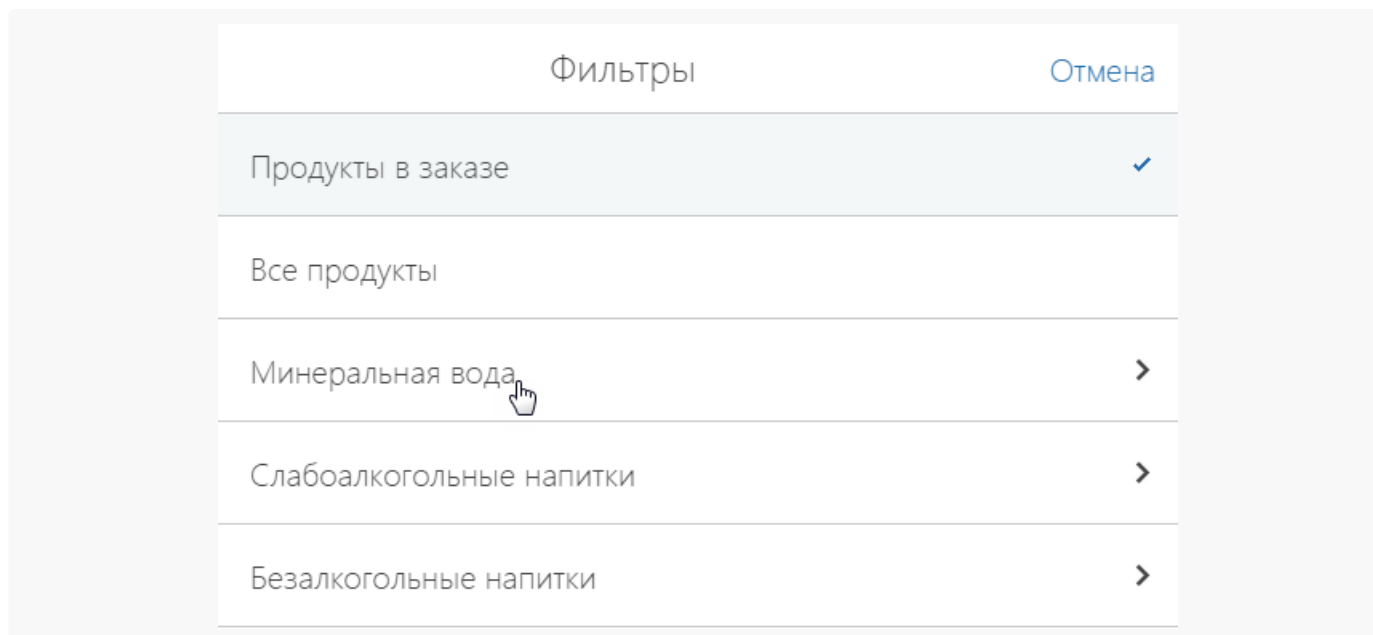 Фильтры Отмена
Продукты в заказе
Все продукты
Минеральная вода
Слабоалкогольные напитки
Безалкогольные напитки